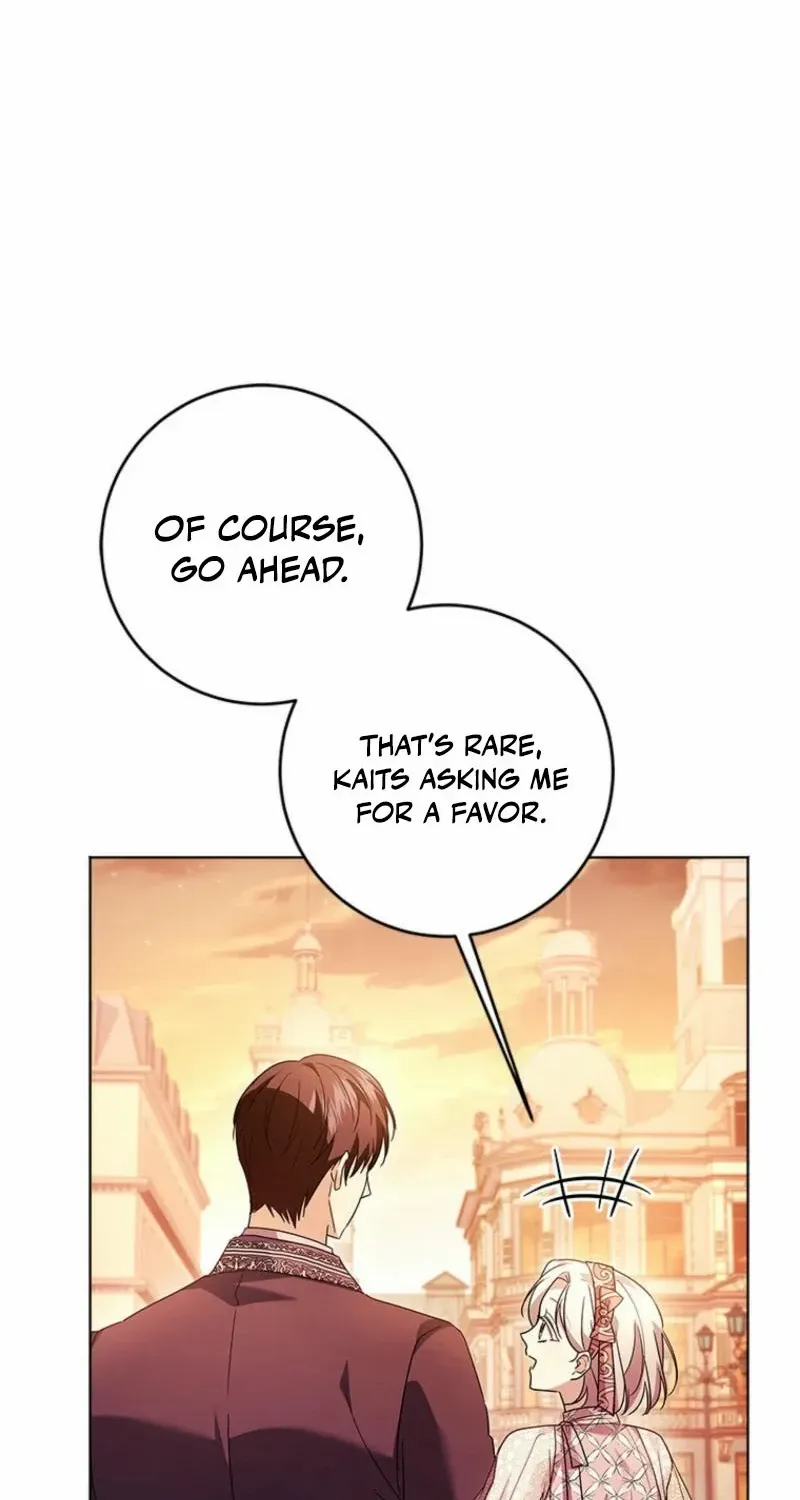 OF COURSE,
GO AHEAD.
THAT'S RARE,
KAITS ASKING ME
FOR A FAVOR.